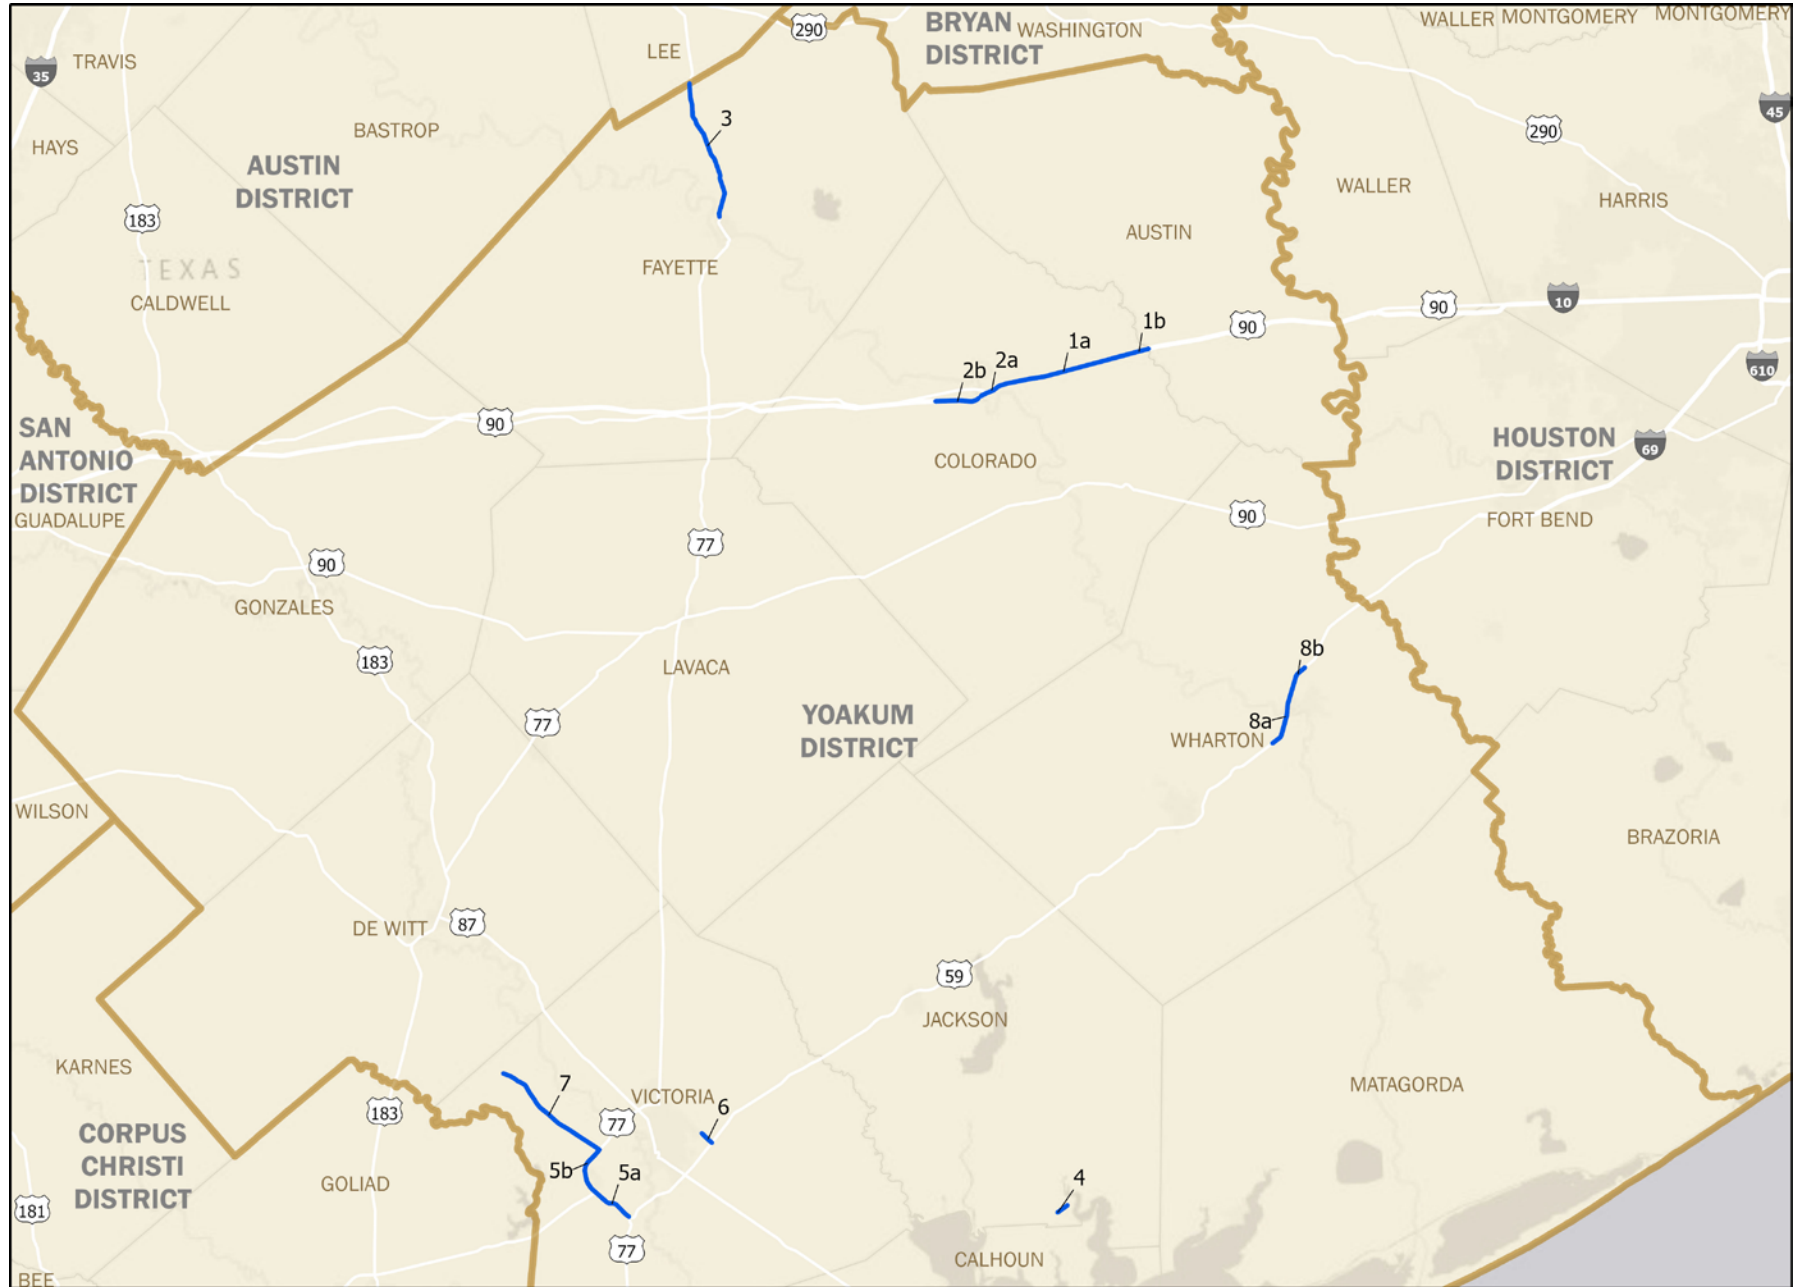 BRYAN
DISTRICT
WASHINGTON
WALLER
MONTGOMERY
MONTGOMERY
290
LEE
35
TRAVIS
45
3
290
BASTROP
HAYS
AUSTIN
DISTRICT
WALLER
HARRIS
183
AUSTIN
TEXAS
FAYETTE
CALDWELL
10
90
90
1b
1a
2a
2b
610
90
SAN
ANTONIO
DISTRICT
HOUSTON
DISTRICT
69
COLORADO
GUADALUPE
90
FORT BEND
77
90
GONZALES
183
LAVACA
8b
YOAKUM
DISTRICT
77
8a
WHARTON
WILSON
BRAZORIA
DE WITT
87
59
JACKSON
KARNES
7
VICTORIA
MATAGORDA
6
183
77
CORPUS
CHRISTI
DISTRICT
5b
5a
GOLIAD
4
181
77
CALHOUN
BEE